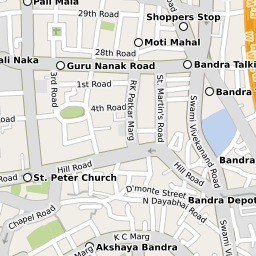 Pali Mala
29th Road
Shoppers Stop
Moti Mahal
28th Road
ali Naka
Guru Nanak Road
Bandra Talki
3rd Road
1st Road
RK Patkar Marg
St. Martin's Road
Swami Vivekanand Road
Bandra
4th Road
Hill Road
Hill Road
Bandra
St. Peter Church
D'monte Street
Bandra Depot
N Dayabhai Road
Chapel Road
Swami Vive
K C Marg
Akshaya Bandra